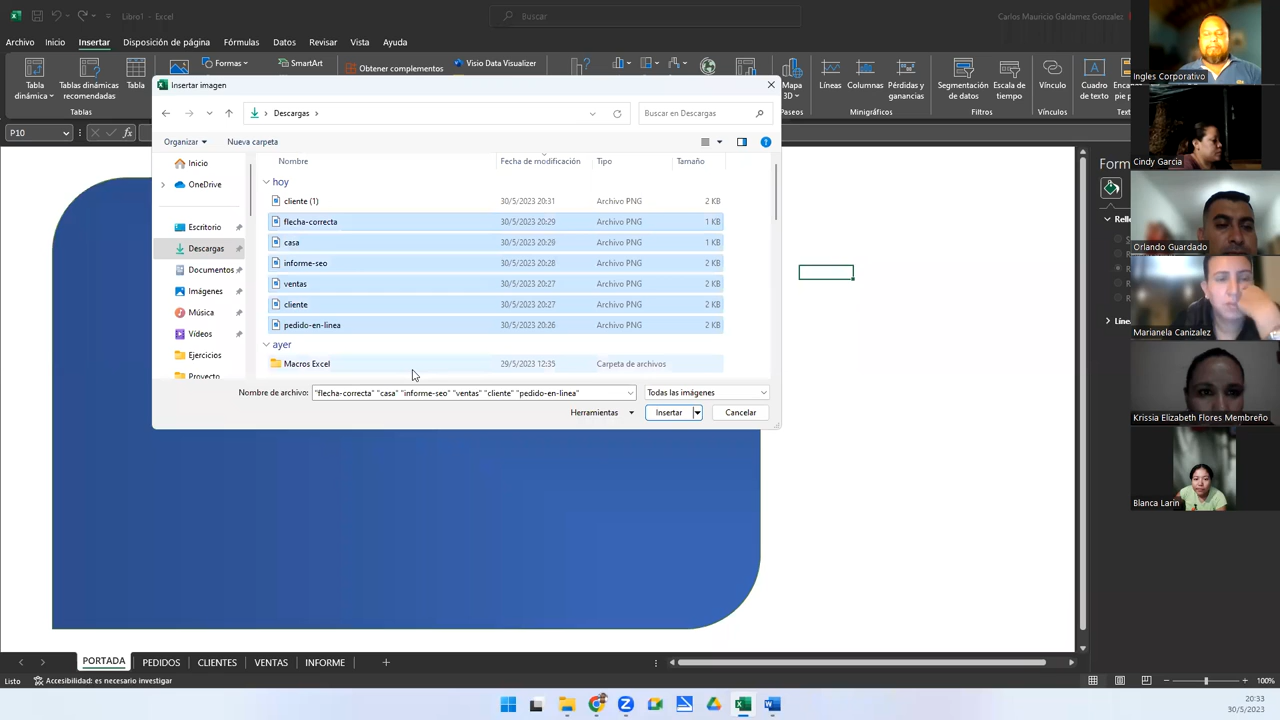 Libro1 - Excel
Buscar
Carlos Mauricio Galdamez Gonzalez
Archivo Inicio Insertar Disposición de página Fórmulas Datos Revisar Vista Ayuda
Formas
SmartArt
Obtener complementos
Visio Data Visualizer
Tabla dinámica
Tablas dinámicas recomendadas
Tabla
Mapa 3D
Líneas
Columnas
Pérdidas y ganancias
Segmentación de datos
Escala de tiempo
Vínculo
Cuadro de texto
Tablas
Minigráficos
Filtros
Vínculos
Insertar imagen
Descargas
Buscar en Descargas
P10
fx
Organizar
Nueva carpeta
Nombre Fecha de modificación Tipo Tamaño
Inicio
OneDrive
Escritorio
Descargas
Documentos
Imágenes
Música
Vídeos
Ejercicios
Proyecto
hoy
cliente (1) 30/5/2023 20:31 Archivo PNG 2 KB
flecha-correcta 30/5/2023 20:29 Archivo PNG 1 KB
casa 30/5/2023 20:29 Archivo PNG 1 KB
informe-seo 30/5/2023 20:28 Archivo PNG 2 KB
ventas 30/5/2023 20:27 Archivo PNG 2 KB
cliente 30/5/2023 20:27 Archivo PNG 2 KB
pedido-en-linea 30/5/2023 20:26 Archivo PNG 2 KB
ayer
Macros Excel 29/5/2023 12:35 Carpeta de archivos
Nombre de archivo: "flecha-correcta" "casa" "informe-seo" "ventas" "cliente" "pedido-en-linea"
Todas las imágenes
Herramientas Insertar Cancelar
Ingles Corporativo
Cindy Garcia
Orlando Guardado
Marianela Canizalez
Krissia Elizabeth Flores Membreño
Blanca Larin
PORTADA PEDIDOS CLIENTES VENTAS INFORME
Listo
Accesibilidad: es necesario investigar
100%
20:33
30/5/2023